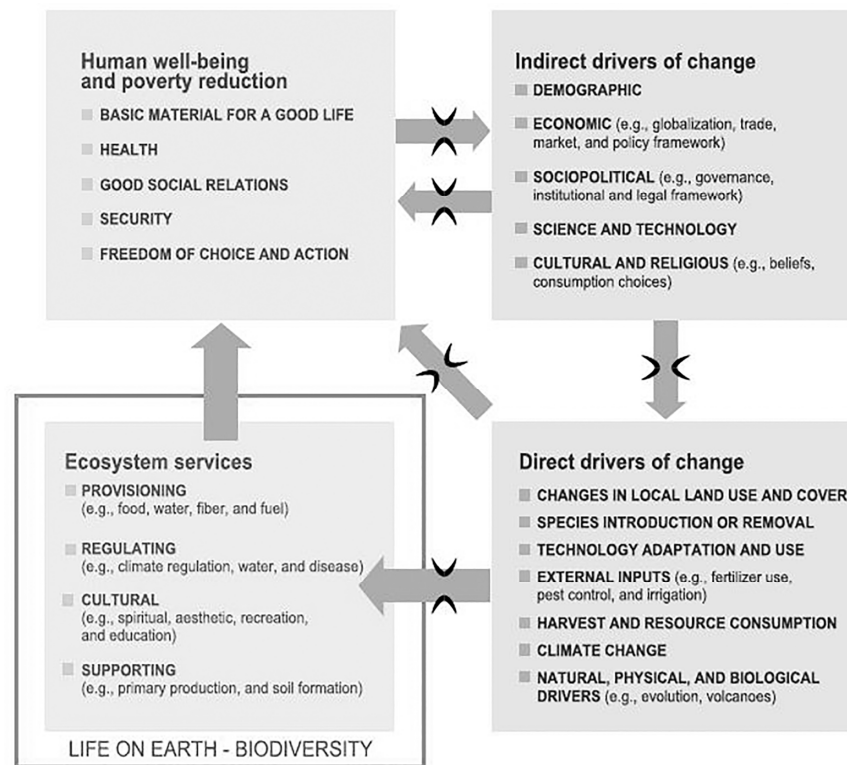 Human well-being
and poverty reduction
BASIC MATERIAL FOR A GOOD LIFE
HEALTH
GOOD SOCIAL RELATIONS
SECURITY
FREEDOM OF CHOICE AND ACTION
Indirect drivers of change
DEMOGRAPHIC
ECONOMIC (e.g., globalization, trade,
market, and policy framework)
SOCIOPOLITICAL (e.g., governance,
institutional and legal framework)
SCIENCE AND TECHNOLOGY
CULTURAL AND RELIGIOUS (e.g., beliefs,
consumption choices)
Ecosystem services
PROVISIONING
(e.g., food, water, fiber, and fuel)
REGULATING
(e.g., climate regulation, water, and disease)
CULTURAL
(e.g., spiritual, aesthetic, recreation,
and education)
SUPPORTING
(e.g., primary production, and soil formation)
LIFE ON EARTH - BIODIVERSITY
Direct drivers of change
CHANGES IN LOCAL LAND USE AND COVER
SPECIES INTRODUCTION OR REMOVAL
TECHNOLOGY ADAPTATION AND USE
EXTERNAL INPUTS (e.g., fertilizer use,
pest control, and irrigation)
HARVEST AND RESOURCE CONSUMPTION
CLIMATE CHANGE
NATURAL, PHYSICAL, AND BIOLOGICAL
DRIVERS (e.g., evolution, volcanoes)